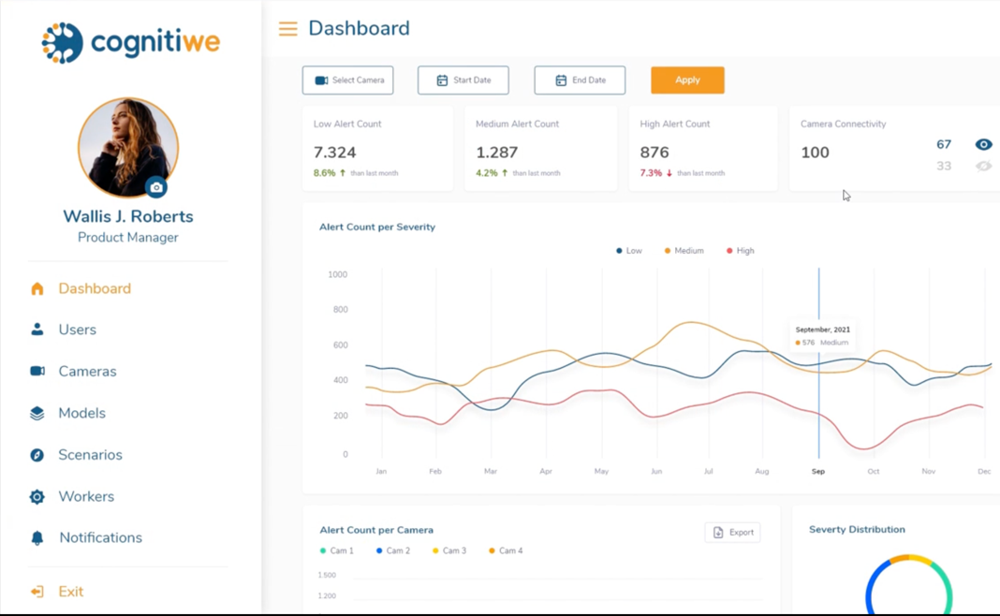 cognitiwe
Wallis J. Roberts
Product Manager
Dashboard
Users
Cameras
Models
Scenarios
Workers
Notifications
Exit
Dashboard
Select Camera
Start Date
End Date
Apply
Low Alert Count
7.324
8.6% ↑ than last month
Medium Alert Count
1.287
4.2% ↑ than last month
High Alert Count
876
7.3% ↓ than last month
Camera Connectivity
100
67
33
Alert Count per Severity
Low Medium High
1000
800
600
400
200
0
September, 2021
576 Medium
Jan Feb Mar Apr May Jun Jul Aug Sep Oct Nov Dec
Alert Count per Camera
Export
Cam 1 Cam 2 Cam 3 Cam 4
1.500
1.200
Severty Distribution